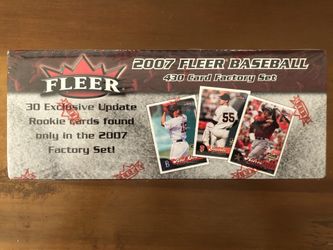 FLEER
2007 FLEER BASEBALL
430 Card Factory Set
30 Exclusive Update
Rookie Cards found
only in the 2007
Factory Set!
55